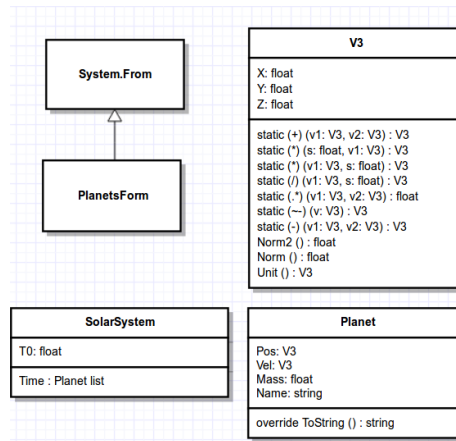 System.From
PlanetsForm
V3
X: float
Y: float
Z: float
static (+) (v1: V3, v2: V3) : V3
static (*) (s: float, v1: V3) : V3
static (*) (v1: V3, s: float) : V3
static (/) (v1: V3, s: float) : V3
static (.*) (v1: V3, v2: V3) : float
static (~-) (v: V3) : V3
static (-) (v1: V3, v2: V3) : V3
Norm2 () : float
Norm () : float
Unit () : V3
SolarSystem
T0: float
Time : Planet list
Planet
Pos: V3
Vel: V3
Mass: float
Name: string
override ToString () : string